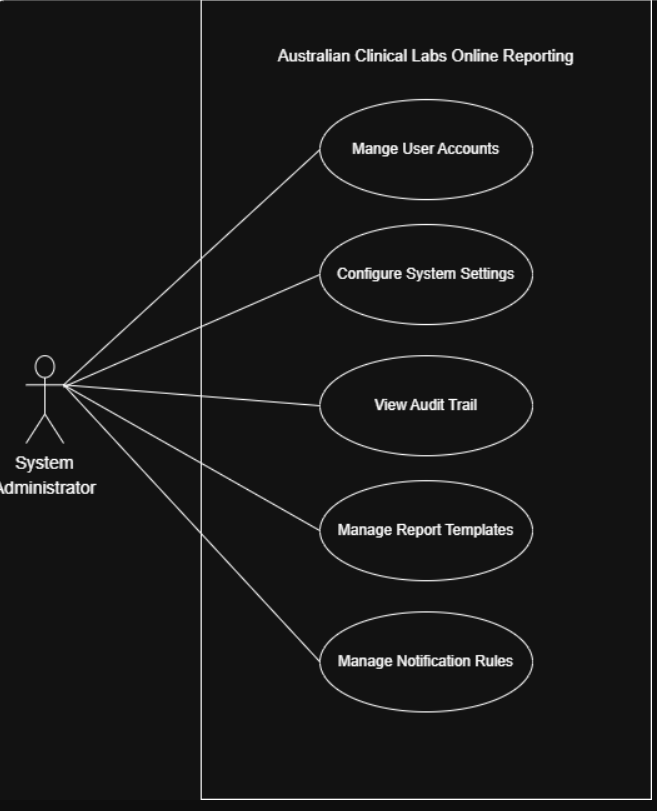 Australian Clinical Labs Online Reporting
Mange User Accounts
Configure System Settings
View Audit Trail
System
Administrator
Manage Report Templates
Manage Notification Rules